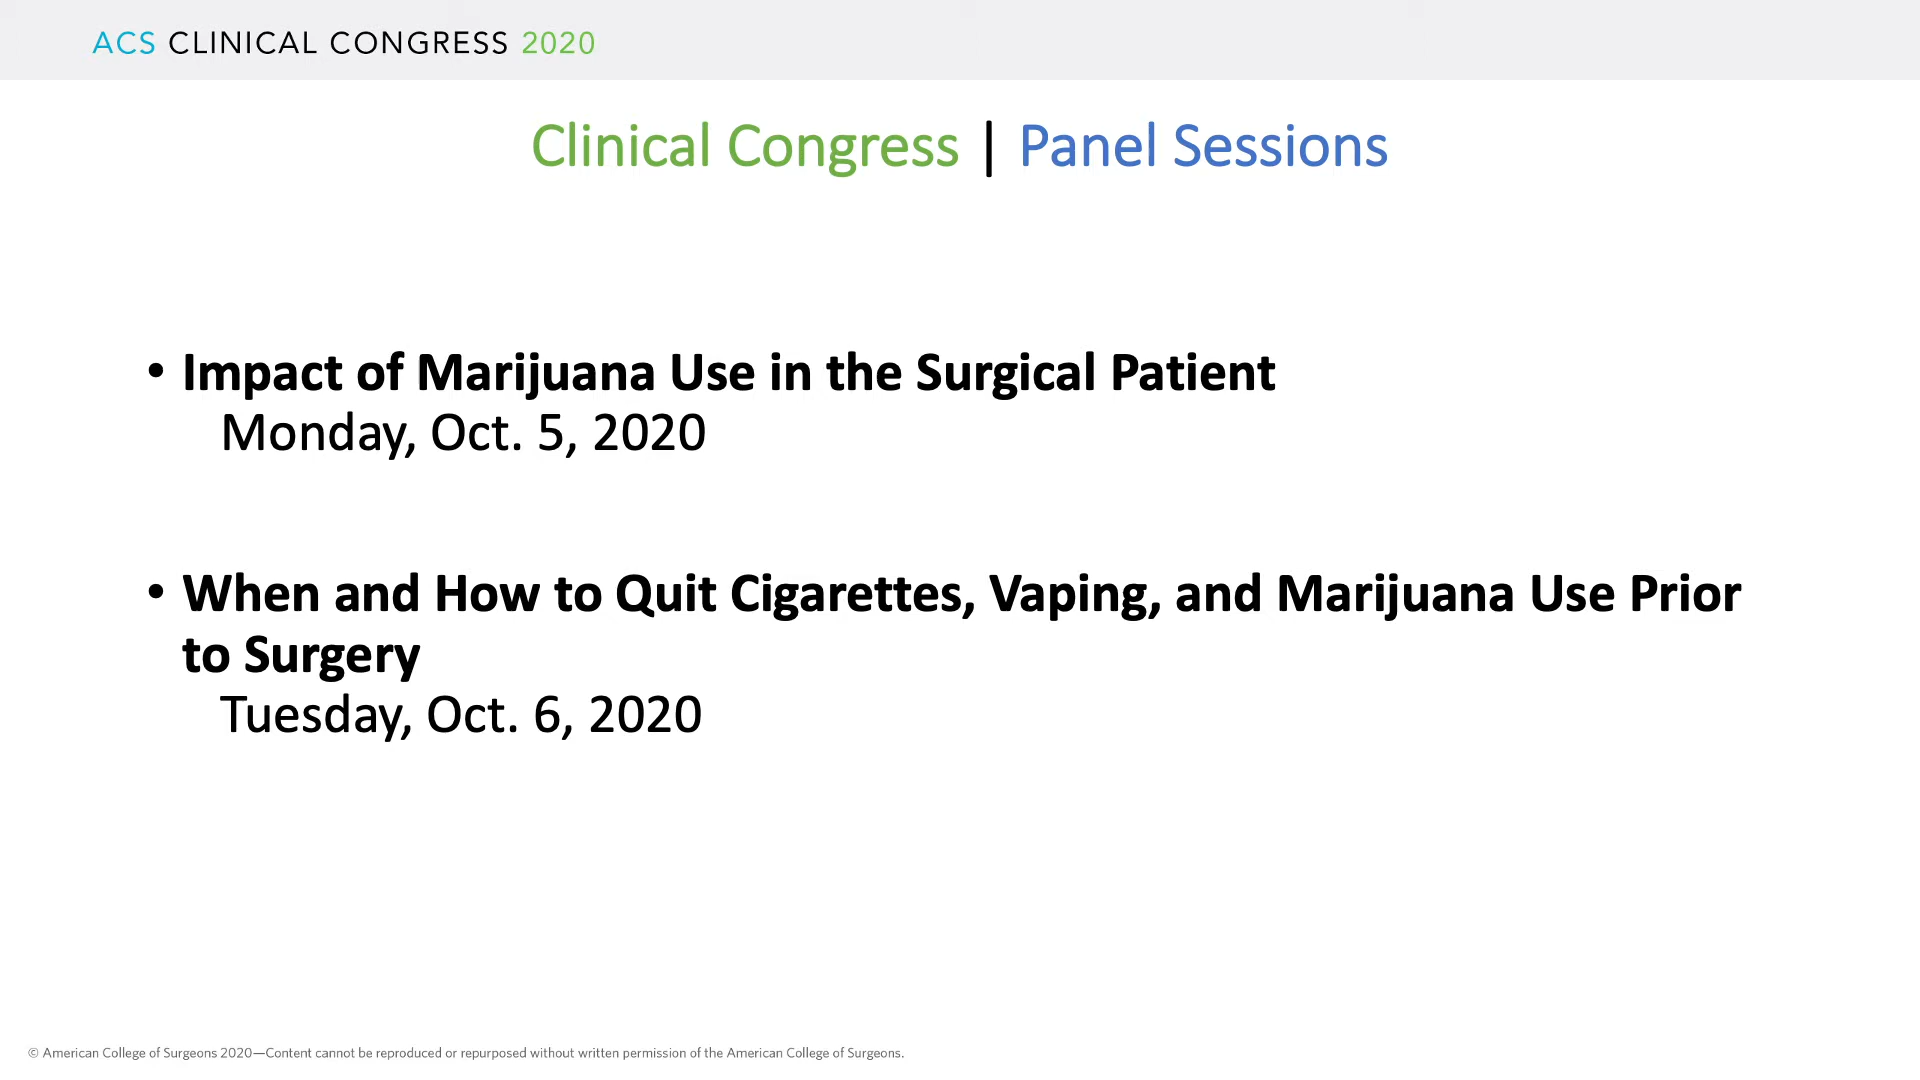 ACS CLINICAL CONGRESS 2020
Clinical Congress | Panel Sessions
• Impact of Marijuana Use in the Surgical Patient
Monday, Oct. 5, 2020
• When and How to Quit Cigarettes, Vaping, and Marijuana Use Prior
to Surgery
Tuesday, Oct. 6, 2020
© American College of Surgeons 2020—Content cannot be reproduced or repurposed without written permission of the American College of Surgeons.